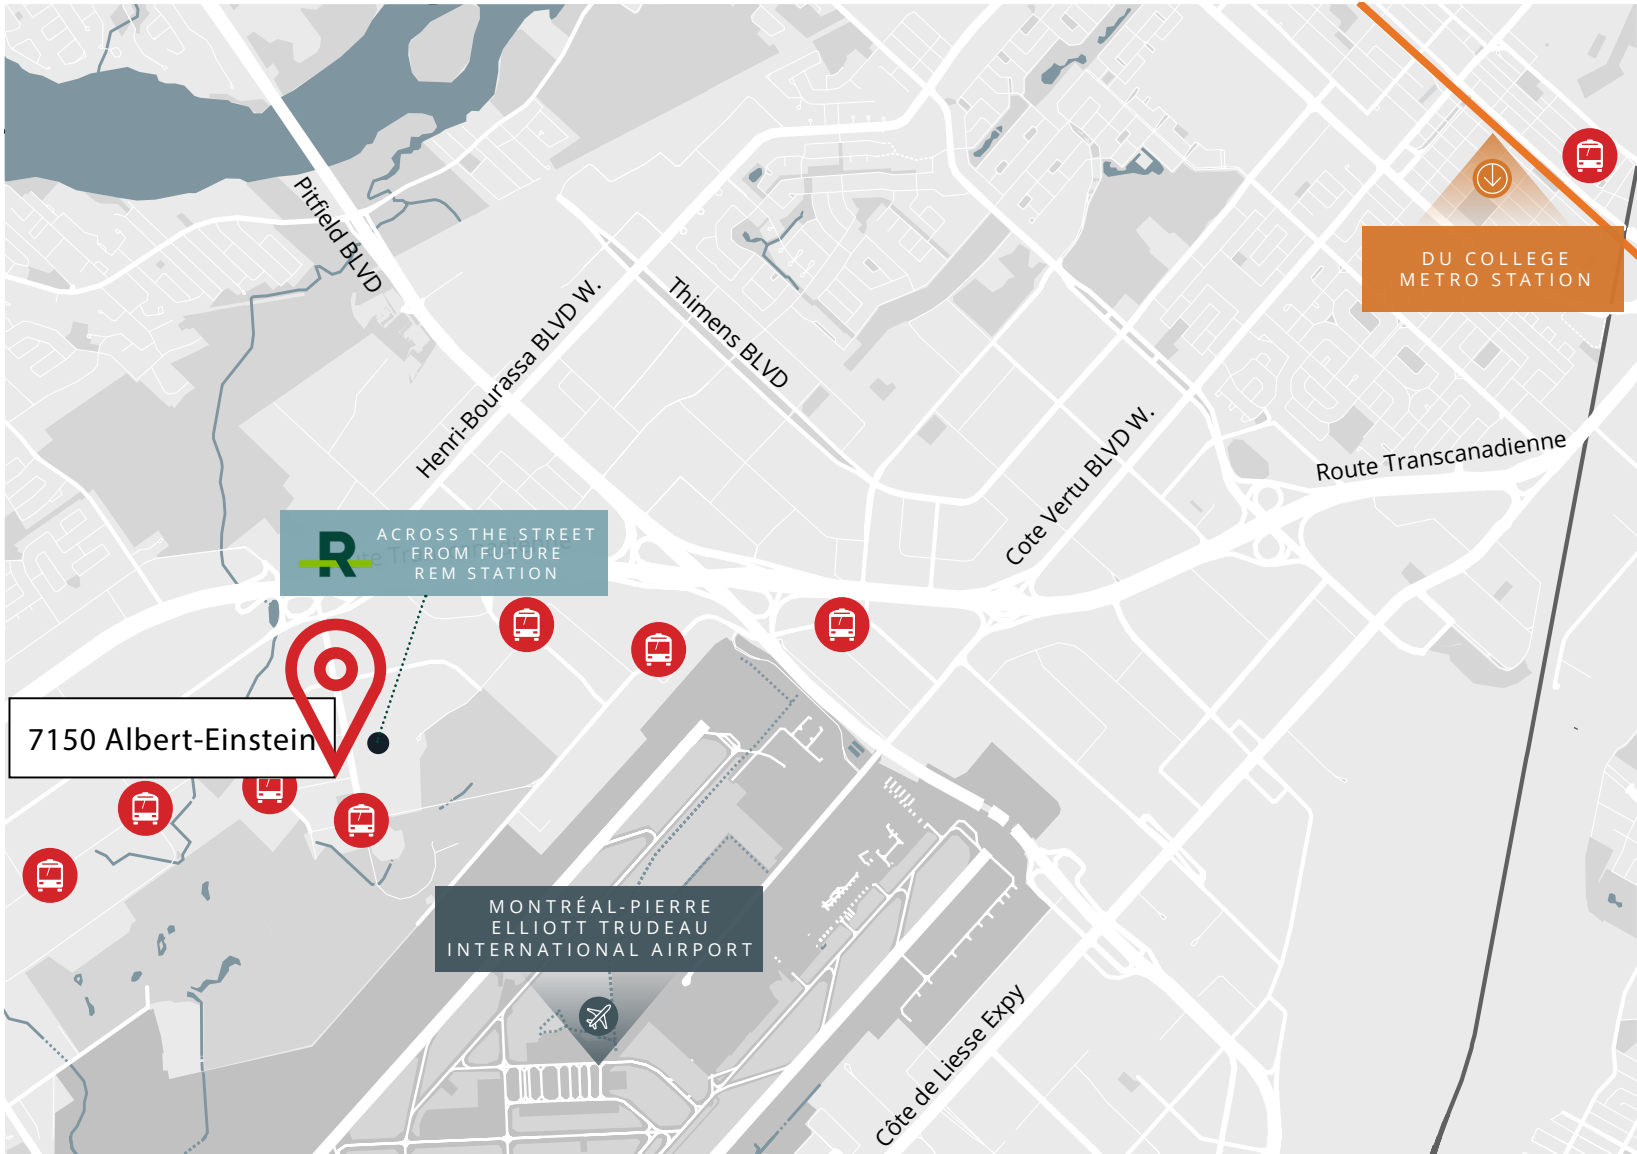 Pitfield BLVD
Henri-Bourassa BLVD W.
Thimens BLVD
DU COLLEGE
METRO STATION
Cote Vertu BLVD W.
Route Transcanadienne
R
ACROSS THE STREET
FROM FUTURE
REM STATION
7150 Albert-Einstein
MONTRÉAL-PIERRE
ELLIOTT TRUDEAU
INTERNATIONAL AIRPORT
Côte de Liesse Expy